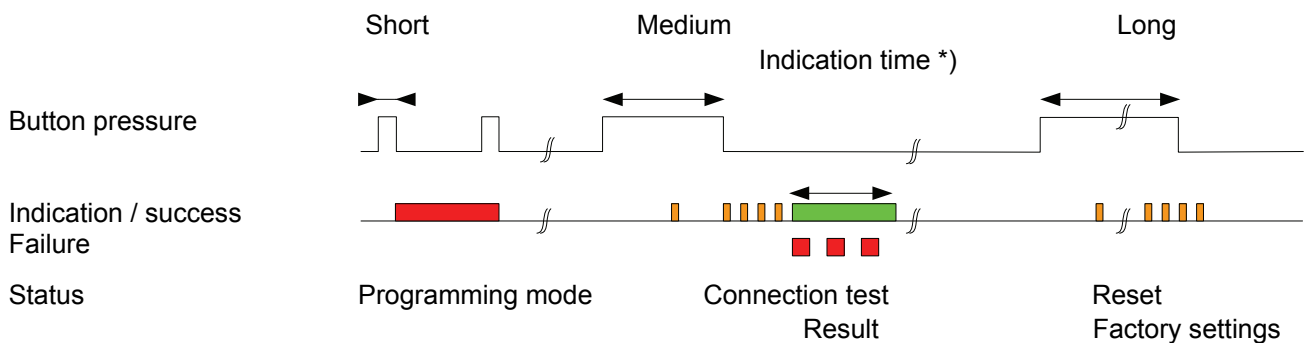 Short Medium Long
Indication time *)
Button pressure
Indication / success
Failure
Status Programming mode Connection test Reset
Result Factory settings